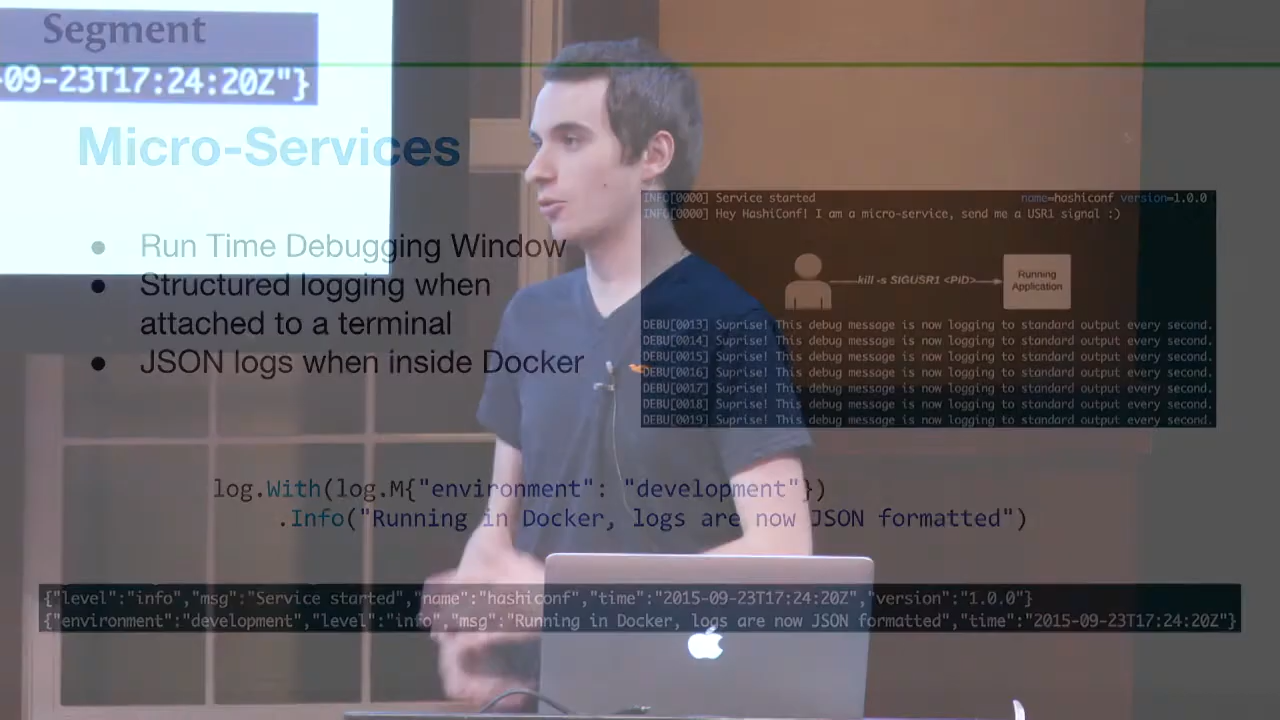 Segment
-09-23T17:24:20Z"}
Micro-Services
● Run Time Debugging Window
● Structured logging when
attached to a terminal
● JSON logs when inside Docker
INFO[0000] Service started name=hashiconf version=1.0.0
INFO[0000] Hey HashiConf! I am a micro-service, send me a USR1 signal :)
kill -s SIGUSR1 <PID>
Running
Application
DEBU[0013] Suprise! This debug message is now logging to standard output every second.
DEBU[0014] Suprise! This debug message is now logging to standard output every second.
DEBU[0015] Suprise! This debug message is now logging to standard output every second.
DEBU[0016] Suprise! This debug message is now logging to standard output every second.
DEBU[0017] Suprise! This debug message is now logging to standard output every second.
DEBU[0018] Suprise! This debug message is now logging to standard output every second.
DEBU[0019] Suprise! This debug message is now logging to standard output every second.
log.With(log.M{"environment": "development"})
.Info("Running in Docker, logs are now JSON formatted")
{"level":"info","msg":"Service started","name":"hashiconf","time":"2015-09-23T17:24:20Z","version":"1.0.0"}
{"environment":"development","level":"info","msg":"Running in Docker, logs are now JSON formatted","time":"2015-09-23T17:24:20Z"}